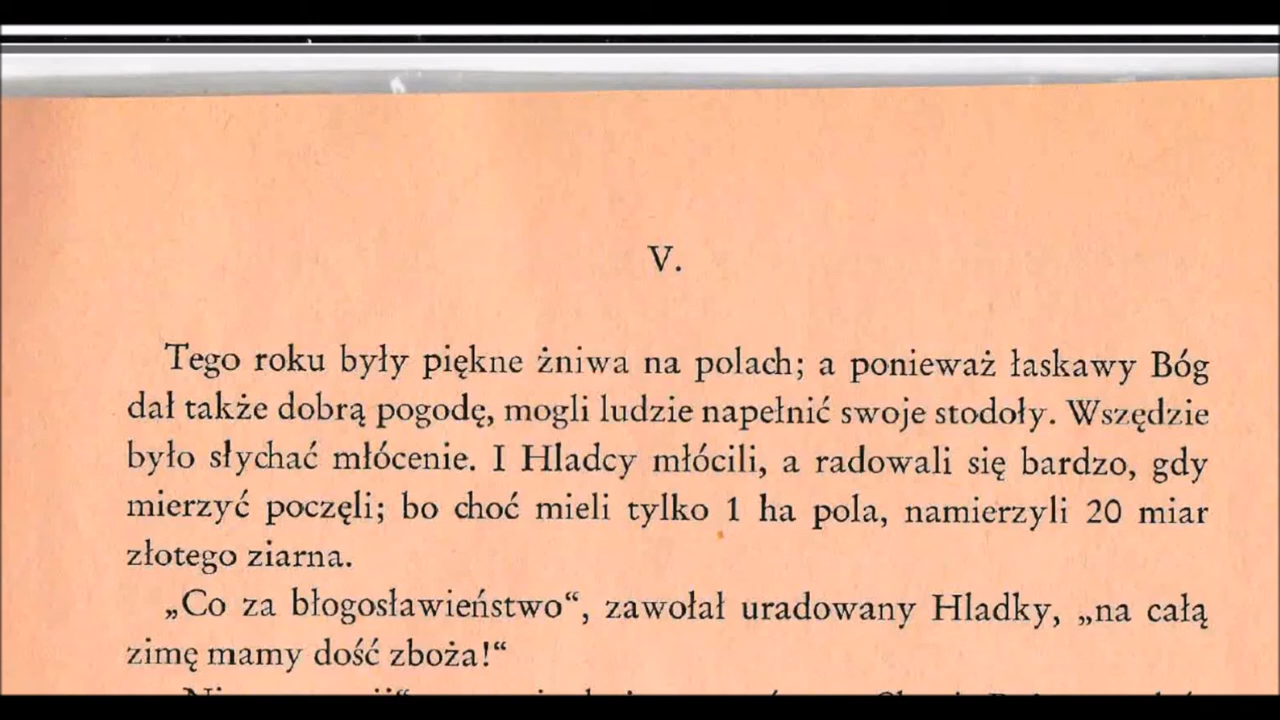 V.
Tego roku były piękne żniwa na polach; a ponieważ łaskawy Bóg
dał także dobrą pogodę, mogli ludzie napełnić swoje stodoły. Wszędzie
było słychać młócenie. I Hladcy młócili, a radowali się bardzo, gdy
mierzyć poczęli; bo choć mieli tylko 1 ha pola, namierzyli 20 miar
złotego ziarna.
„Co za błogosławieństwo“, zawołał uradowany Hladky, „na całą
zimę mamy dość zboża!“